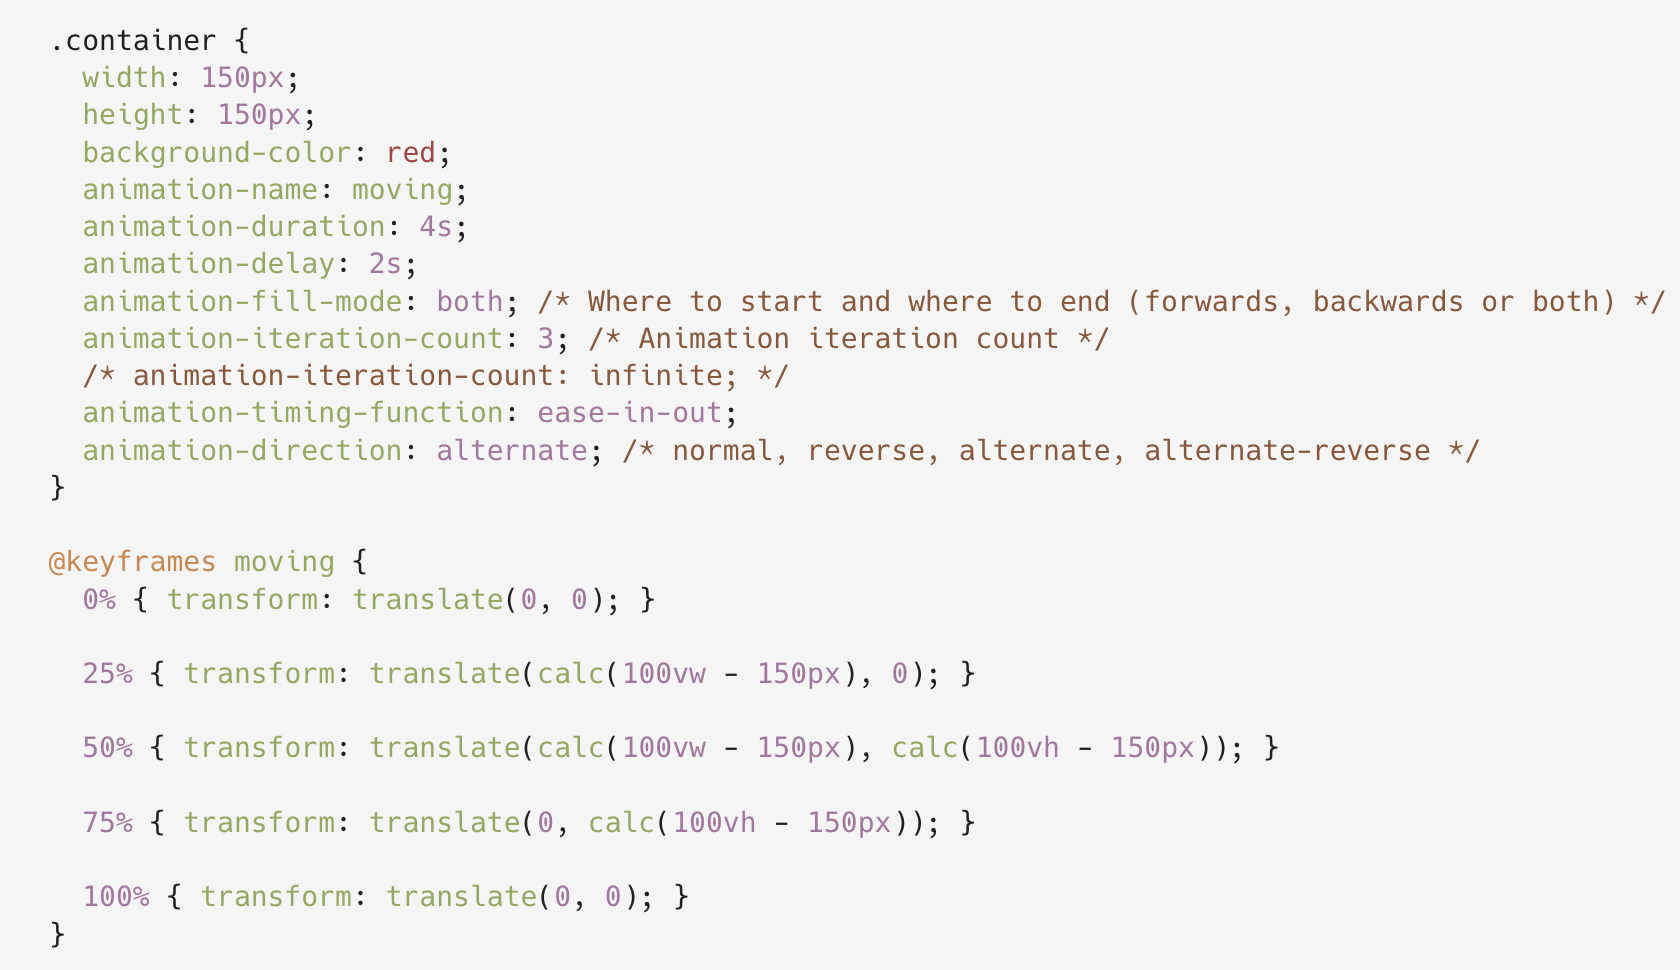 .container {
  width: 150px;
  height: 150px;
  background-color: red;
  animation-name: moving;
  animation-duration: 4s;
  animation-delay: 2s;
  animation-fill-mode: both; /* Where to start and where to end (forwards, backwards or both) */
  animation-iteration-count: 3; /* Animation iteration count */
  /* animation-iteration-count: infinite; */
  animation-timing-function: ease-in-out;
  animation-direction: alternate; /* normal, reverse, alternate, alternate-reverse */
}

@keyframes moving {
  0% { transform: translate(0, 0); }

  25% { transform: translate(calc(100vw - 150px), 0); }

  50% { transform: translate(calc(100vw - 150px), calc(100vh - 150px)); }

  75% { transform: translate(0, calc(100vh - 150px)); }

  100% { transform: translate(0, 0); }
}